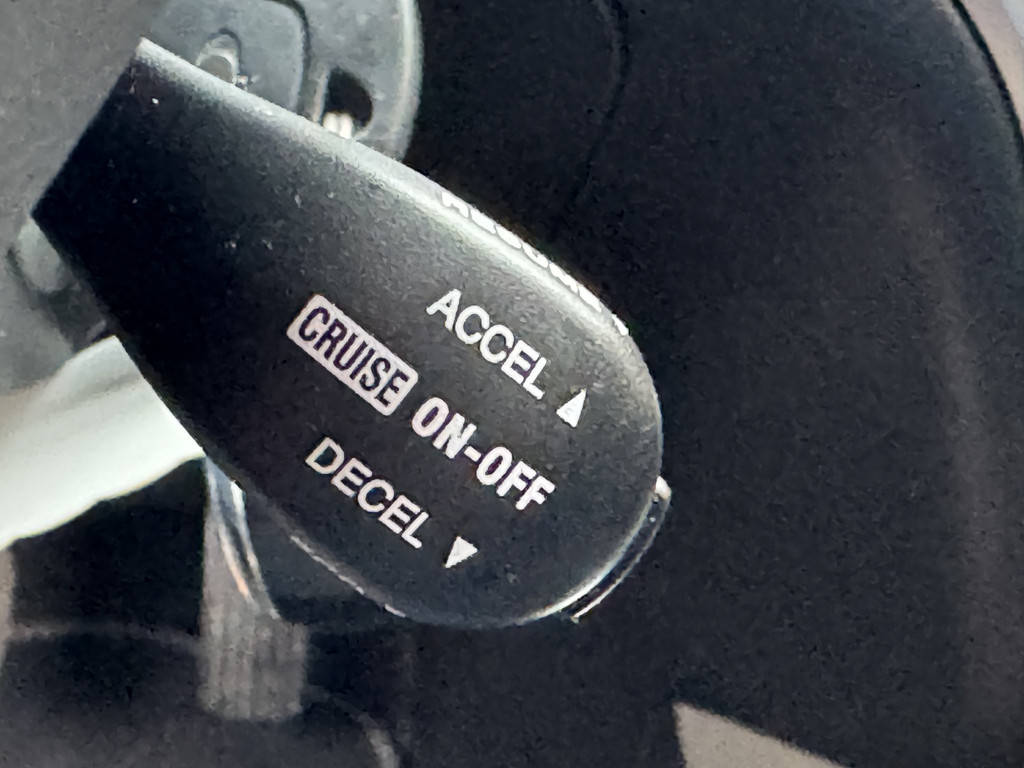 ACCEL ▲
CRUISE ON-OFF
DECEL ▼